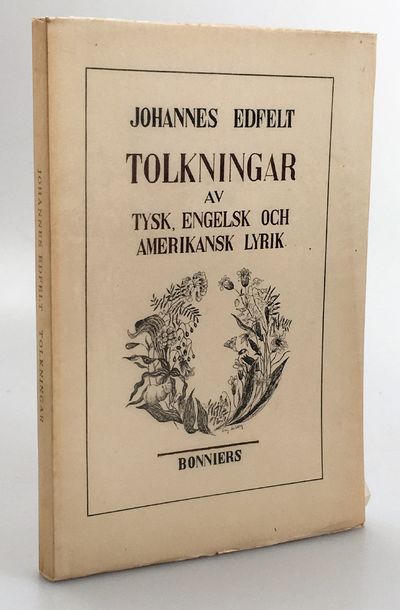 JOHANNES EDFELT
TOLKNINGAR
AV
TYSK, ENGELSK OCH
AMERIKANSK LYRIK
BONNIERS
JOHANNES EDFELT TOLKNINGAR